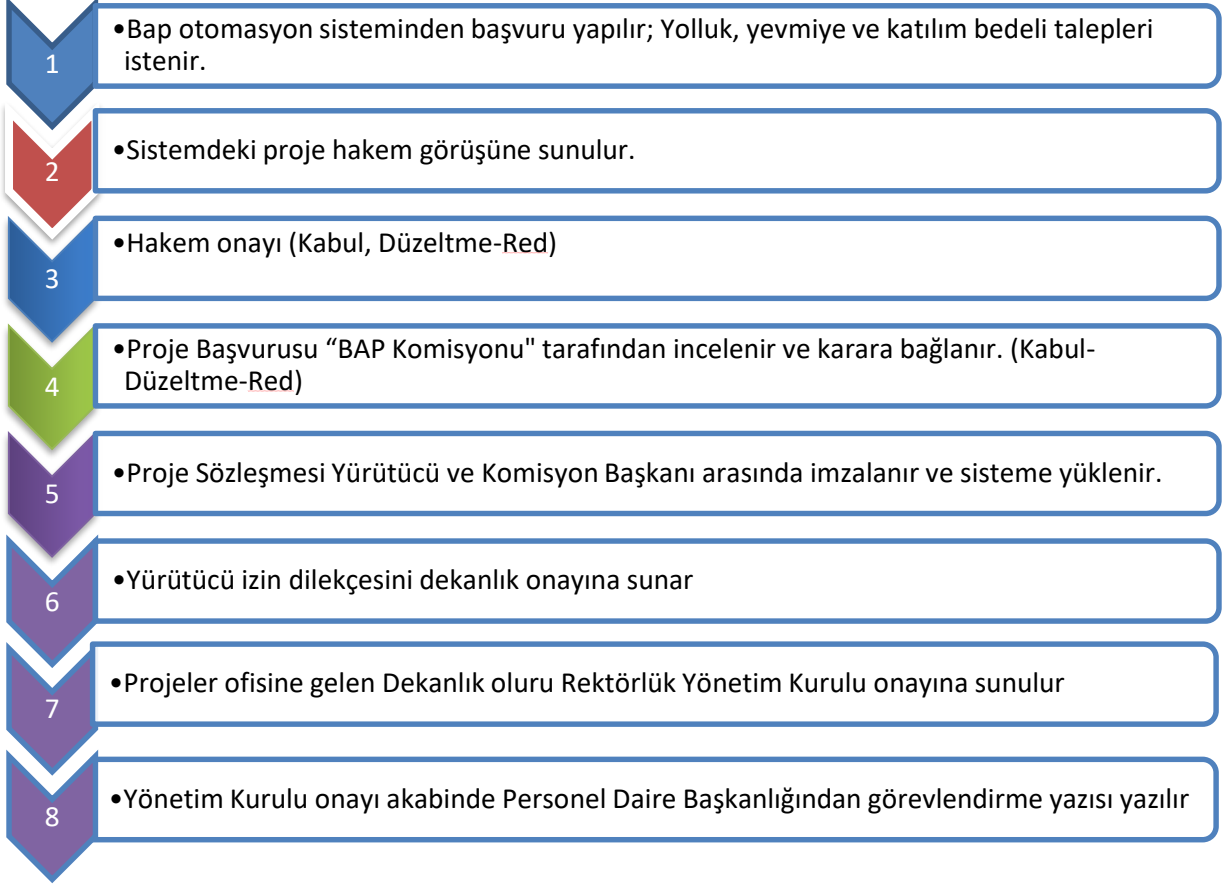 1
•Bap otomasyon sisteminden başvuru yapılır; Yolluk, yevmiye ve katılım bedeli talepleri
istenir.
2
•Sistemdeki proje hakem görüşüne sunulur.
3
•Hakem onayı (Kabul, Düzeltme-Red)
4
•Proje Başvurusu “BAP Komisyonu" tarafından incelenir ve karara bağlanır. (Kabul-
Düzeltme-Red)
5
•Proje Sözleşmesi Yürütücü ve Komisyon Başkanı arasında imzalanır ve sisteme yüklenir.
6
•Yürütücü izin dilekçesini dekanlık onayına sunar
7
•Projeler ofisine gelen Dekanlık oluru Rektörlük Yönetim Kurulu onayına sunulur
8
•Yönetim Kurulu onayı akabinde Personel Daire Başkanlığından görevlendirme yazısı yazılır